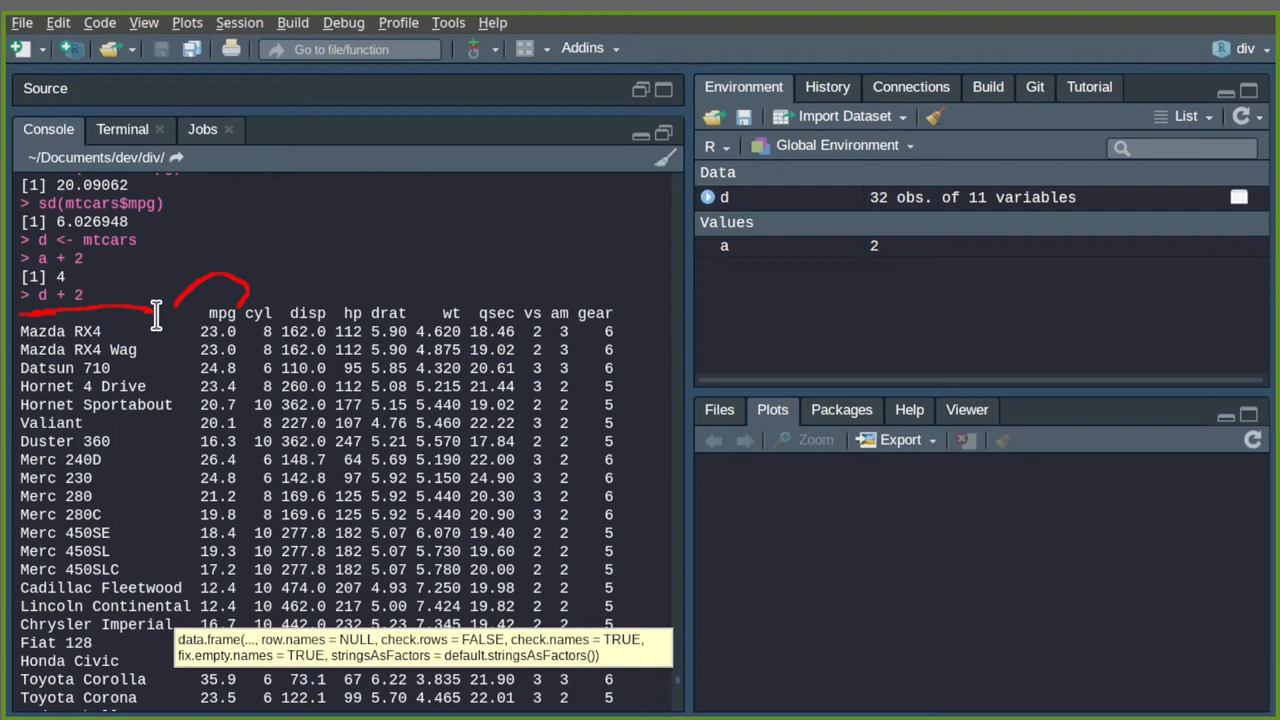 File Edit Code View Plots Session Build Debug Profile Tools Help
Go to file/function Addins div
Source
Console Terminal Jobs
~/Documents/dev/div/
[1] 20.09062
> sd(mtcars$mpg)
[1] 6.026948
> d <- mtcars
> a + 2
[1] 4
> d + 2
mpg cyl disp hp drat wt qsec vs am gear
Mazda RX4 23.0 8 162.0 112 5.90 4.620 18.46 2 3 6
Mazda RX4 Wag 23.0 8 162.0 112 5.90 4.875 19.02 2 3 6
Datsun 710 24.8 6 110.0 95 5.85 4.320 20.61 3 3 6
Hornet 4 Drive 23.4 8 260.0 112 5.08 5.215 21.44 3 2 5
Hornet Sportabout 20.7 10 362.0 177 5.15 5.440 19.02 2 2 5
Valiant 20.1 8 227.0 107 4.76 5.460 22.22 3 2 5
Duster 360 16.3 10 362.0 247 5.21 5.570 17.84 2 2 5
Merc 240D 26.4 6 148.7 64 5.69 5.190 22.00 3 2 6
Merc 230 24.8 6 142.8 97 5.92 5.150 24.90 3 2 6
Merc 280 21.2 8 169.6 125 5.92 5.440 20.30 3 2 6
Merc 280C 19.8 8 169.6 125 5.92 5.440 20.90 3 2 6
Merc 450SE 18.4 10 277.8 182 5.07 6.070 19.40 2 2 5
Merc 450SL 19.3 10 277.8 182 5.07 5.730 19.60 2 2 5
Merc 450SLC 17.2 10 277.8 182 5.07 5.780 20.00 2 2 5
Cadillac Fleetwood 12.4 10 474.0 207 4.93 7.250 19.98 2 2 5
Lincoln Continental 12.4 10 462.0 217 5.00 7.424 19.82 2 2 5
Chrysler Imperial 16.7 10 442.0 232 5.23 7.345 19.42 2 2 5
Fiat 128
Honda Civic
data.frame(..., row.names = NULL, check.rows = FALSE, check.names = TRUE,
fix.empty.names = TRUE, stringsAsFactors = default.stringsAsFactors())
Toyota Corolla 35.9 6 73.1 67 6.22 3.835 21.90 3 3 6
Toyota Corona 23.5 6 122.1 99 5.70 4.465 22.01 3 2 5
Environment History Connections Build Git Tutorial
Import Dataset List
R Global Environment
Data
d 32 obs. of 11 variables
Values
a 2
Files Plots Packages Help Viewer
Zoom Export